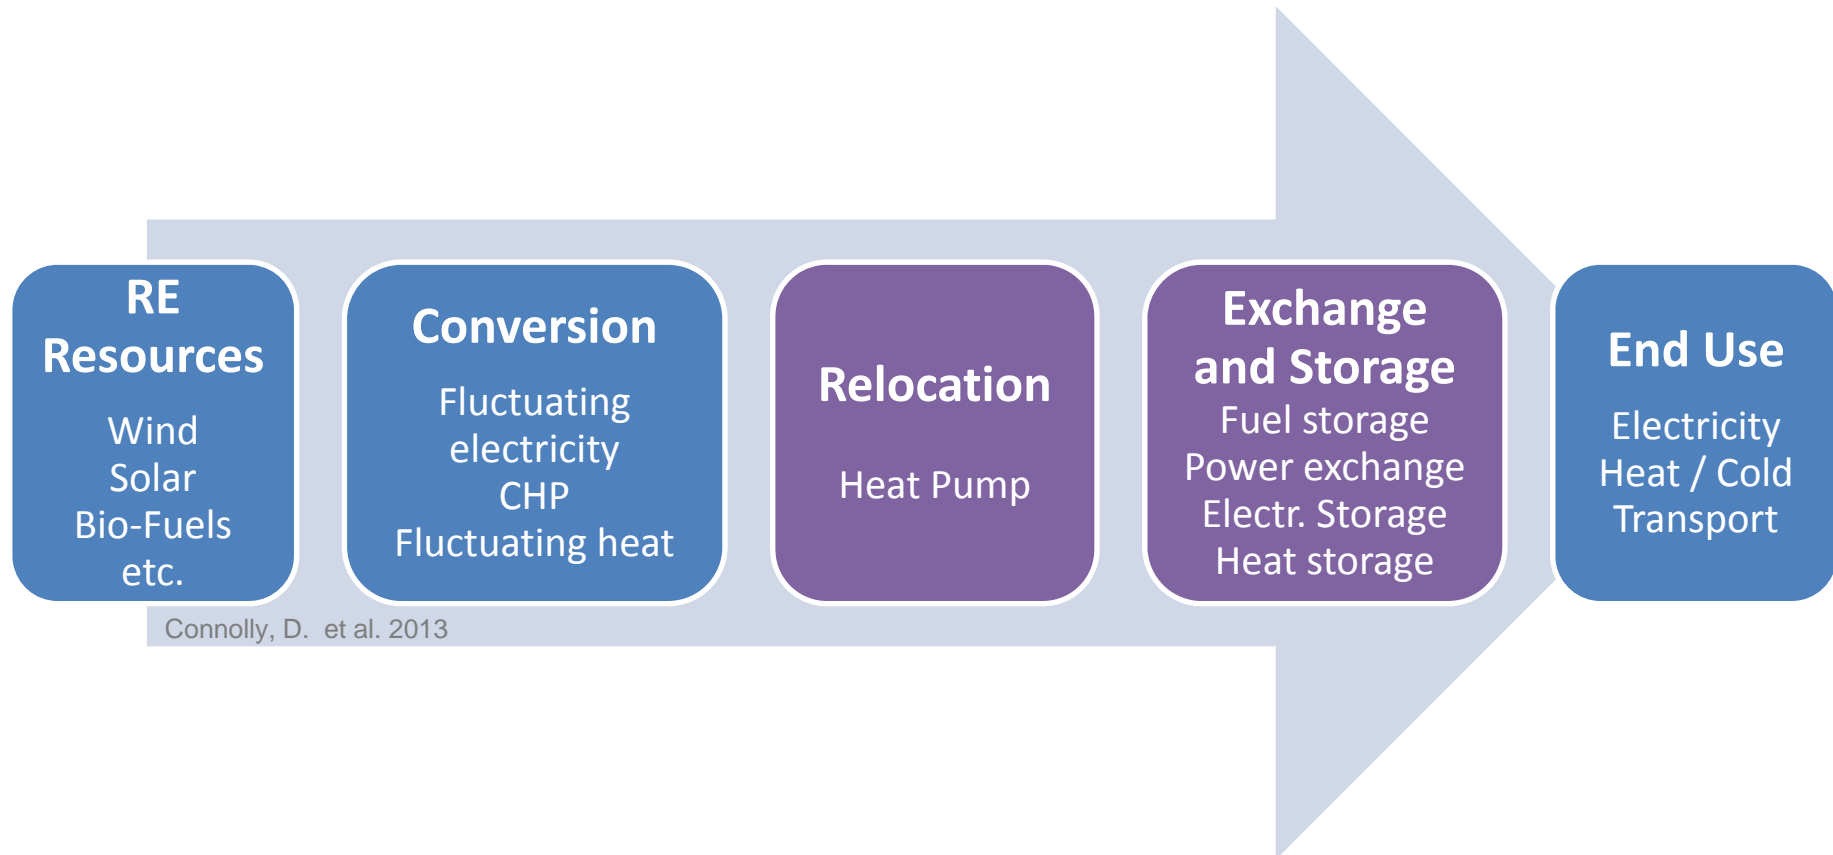 RE
Resources
Wind
Solar
Bio-Fuels
etc.
Conversion
Fluctuating
electricity
CHP
Fluctuating heat
Relocation
Heat Pump
Exchange
and Storage
Fuel storage
Power exchange
Electr. Storage
Heat storage
End Use
Electricity
Heat / Cold
Transport
Connolly, D.  et al. 2013